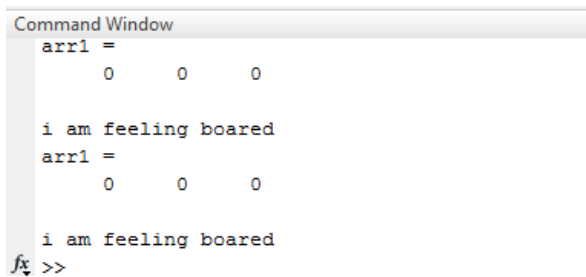 Command Window
arr1 =
0 0 0
i am feeling boared
arr1 =
0 0 0
i am feeling boared
fx >>